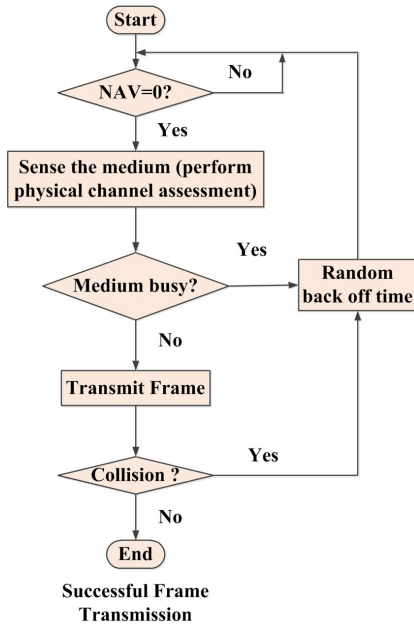 Start
No
NAV=0?
Yes
Sense the medium (perform
physical channel assessment)
Yes
Medium busy?
Random
back off time
No
Transmit Frame
Yes
Collision ?
No
End
Successful Frame
Transmission